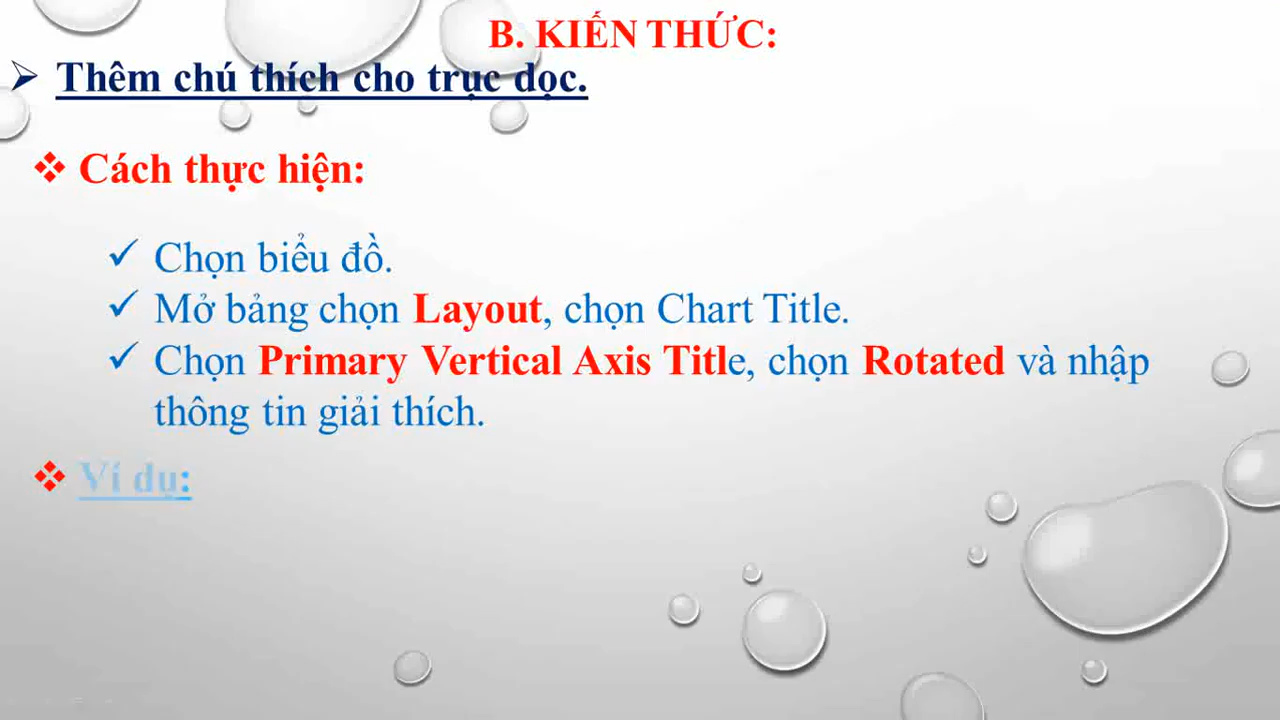 B. KIẾN THỨC:
Thêm chú thích cho trục dọc.
Cách thực hiện:
Chọn biểu đồ.
Mở bảng chọn Layout, chọn Chart Title.
Chọn Primary Vertical Axis Title, chọn Rotated và nhập
thông tin giải thích.
Ví dụ: